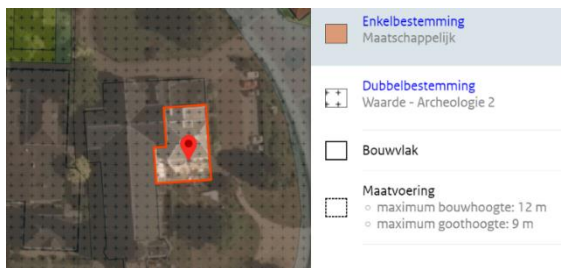 Enkelbestemming
Maatschappelijk
Dubbelbestemming
Waarde - Archeologie 2
Bouwvlak
Maatvoering
maximum bouwhoogte: 12 m
maximum goothoogte: 9 m